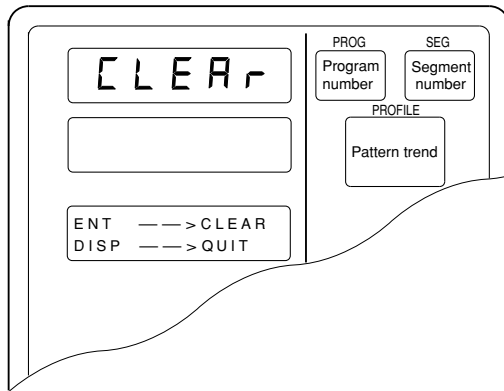 CLEAr
PROG
SEG
Program
number
Segment
number
PROFILE
Pattern trend
ENT — — > CLEAR
DISP — — > QUIT